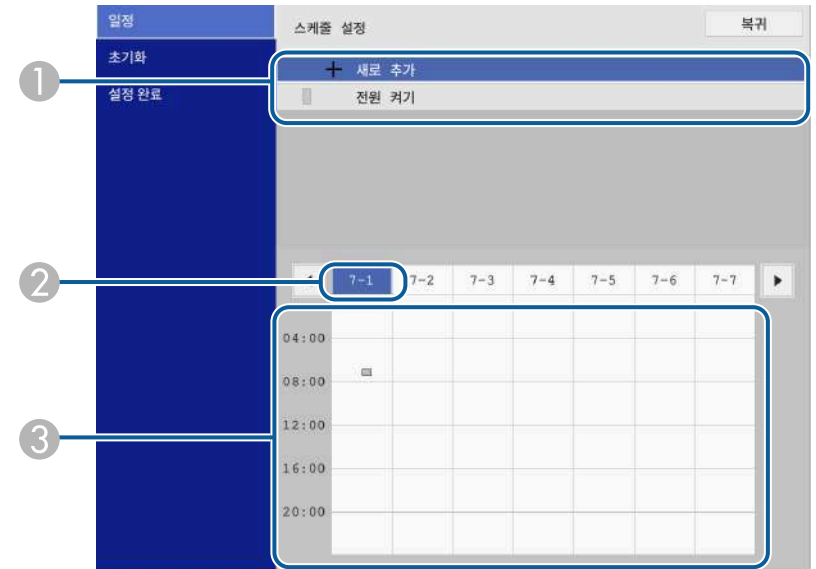 일정
초기화
설정 완료
스케줄 설정
복귀
1
+ 새로 추가
전원 켜기
2
7-1 7-2 7-3 7-4 7-5 7-6 7-7
3
04:00
08:00
12:00
16:00
20:00